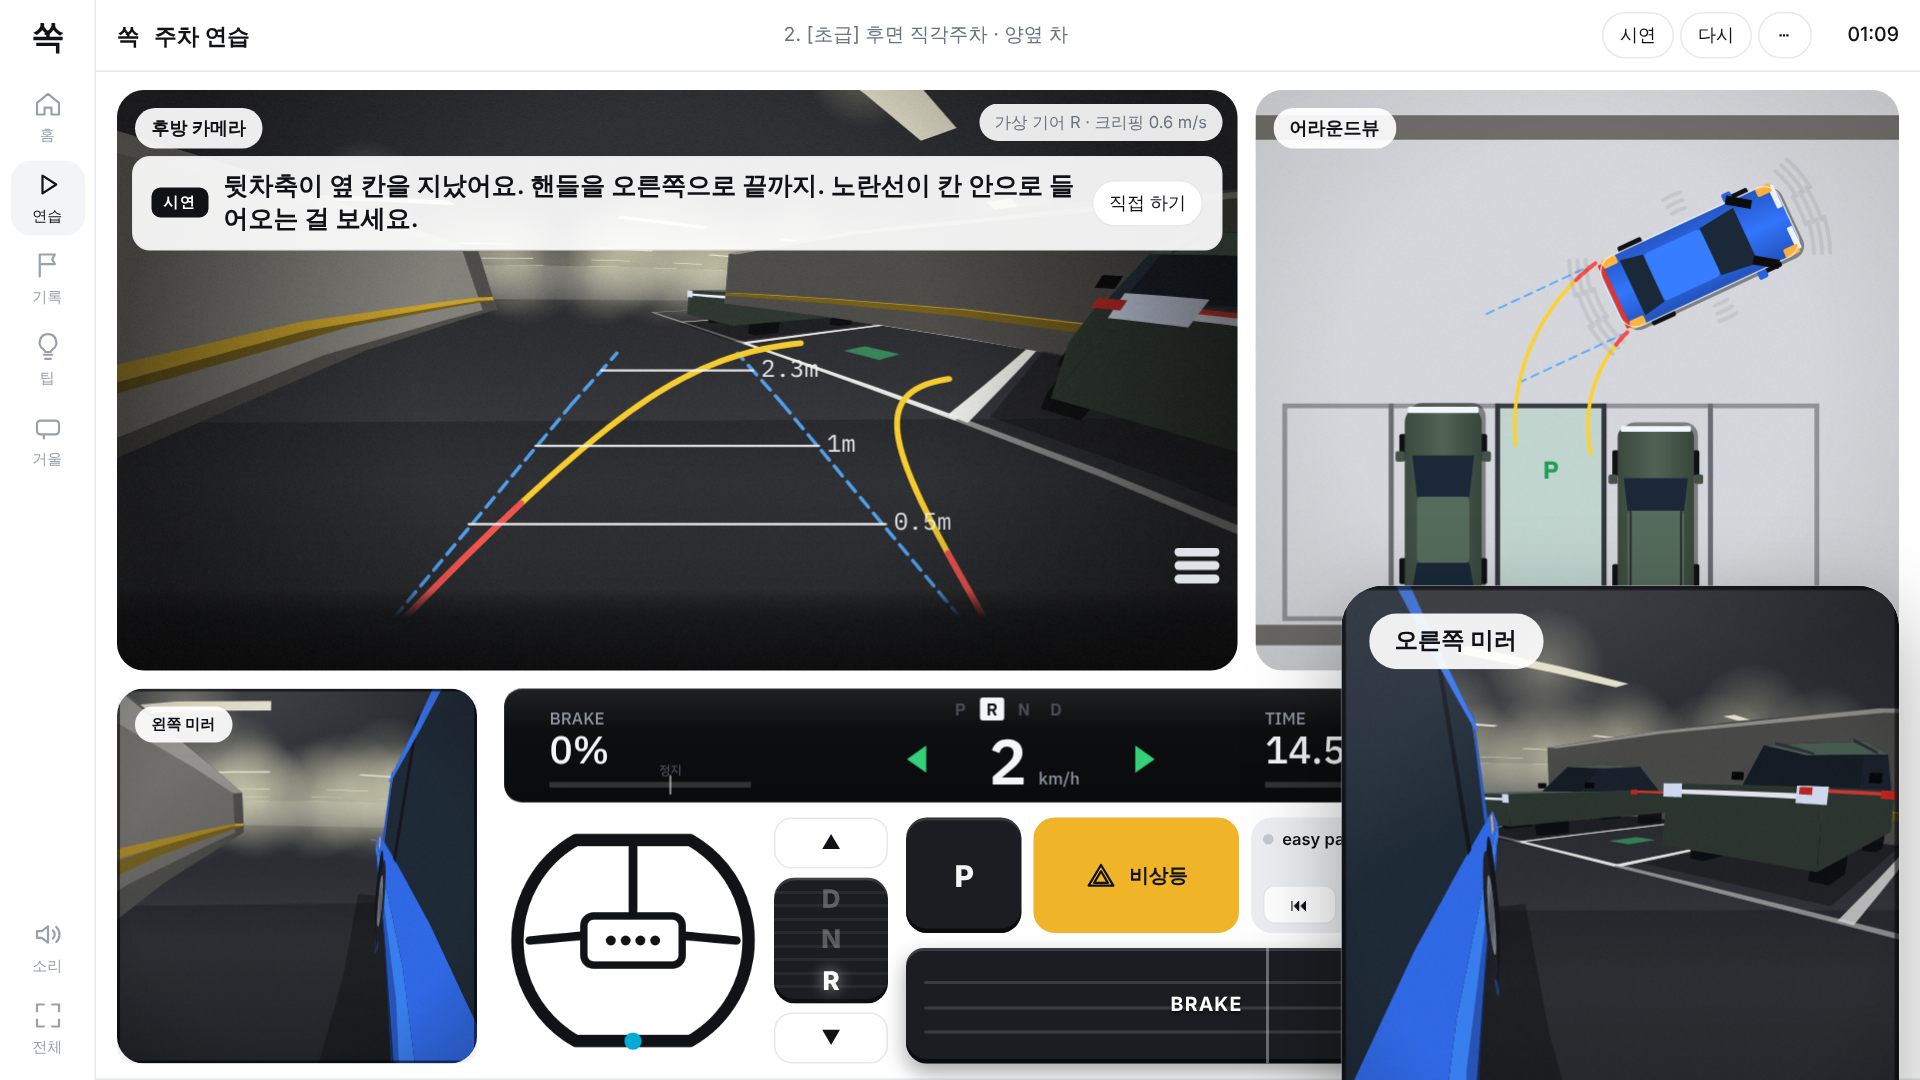 쏙
쏙 주차 연습
2. [초급] 후면 직각주차 · 양옆 차
시연
다시
···
01:09
홈
연습
기록
팁
거울
소리
전체
후방 카메라
가상 기어 R · 크리핑 0.6 m/s
시연
뒷차축이 옆 칸을 지났어요. 핸들을 오른쪽으로 끝까지. 노란선이 칸 안으로 들
어오는 걸 보세요.
직접 하기
2.3m
1m
0.5m
어라운드뷰
P
왼쪽 미러
오른쪽 미러
BRAKE
0%
정지
P R N D
2 km/h
TIME
14.5
D
N
R
P
비상등
easy pa
BRAKE